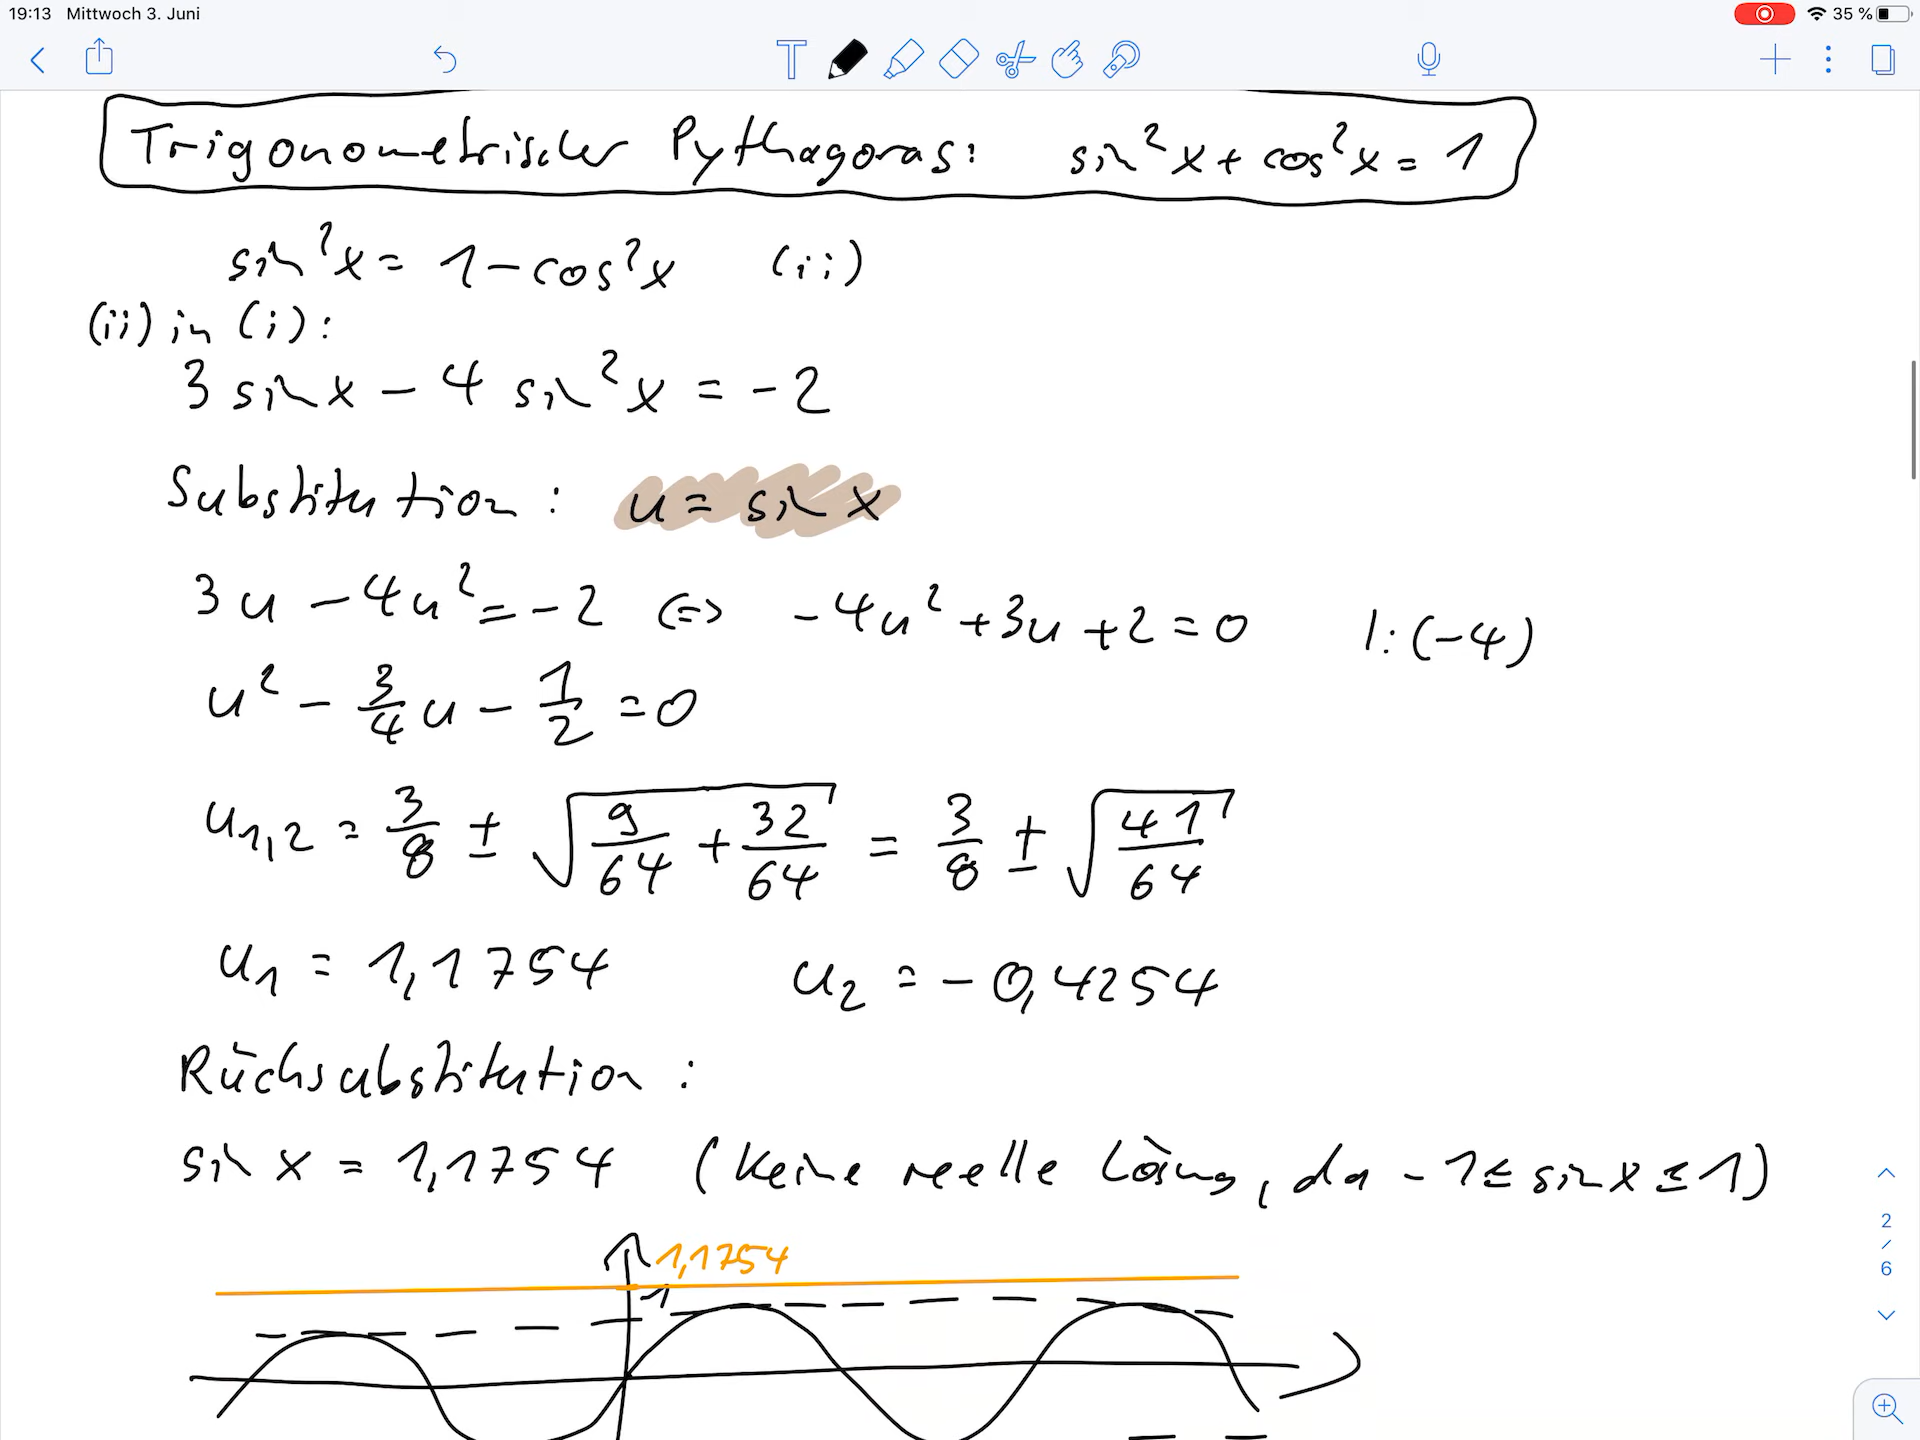 19:13 Mittwoch 3. Juni 35 %
T
Trigonometrischer Pythagoras: sin²x + cos²x = 1
sin²x = 1 - cos²x (ii)
(ii) in (i):
3 sin x - 4 sin²x = -2
Substitution: u = sin x
3u - 4u² = -2 <=> -4u² + 3u + 2 = 0 |:(-4)
u² - 3/4 u - 1/2 = 0
u1,2 = 3/8 ± √(9/64 + 32/64) = 3/8 ± √(41/64)
u1 = 1,1754 u2 = -0,4254
Rücksubstitution:
sin x = 1,1754 (keine reelle Lösung, da -1 ≤ sin x ≤ 1)
1,1754
1
2
/
6